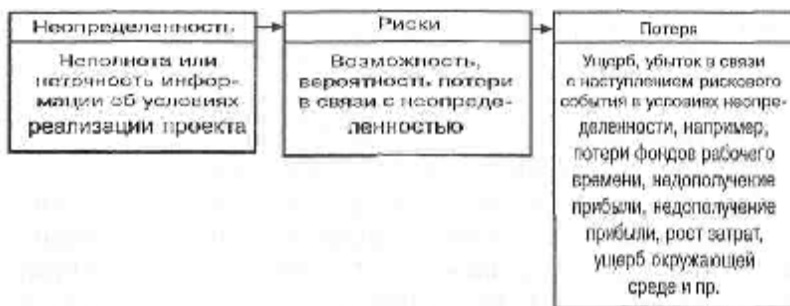 Неопределенность
Неполнота или
неточность инфор-
мации об условиях
реализации проекта
Риски
Возможность,
вероятность потери
в связи с неопреде-
ленностью
Потеря
Ущерб, убыток в связи
с наступлением рискового
события в условиях неопре-
деленности, например,
потери фондов рабочего
времени, недополучение
прибыли, недополучение
прибыли, рост затрат,
ущерб окружающей
среде и пр.